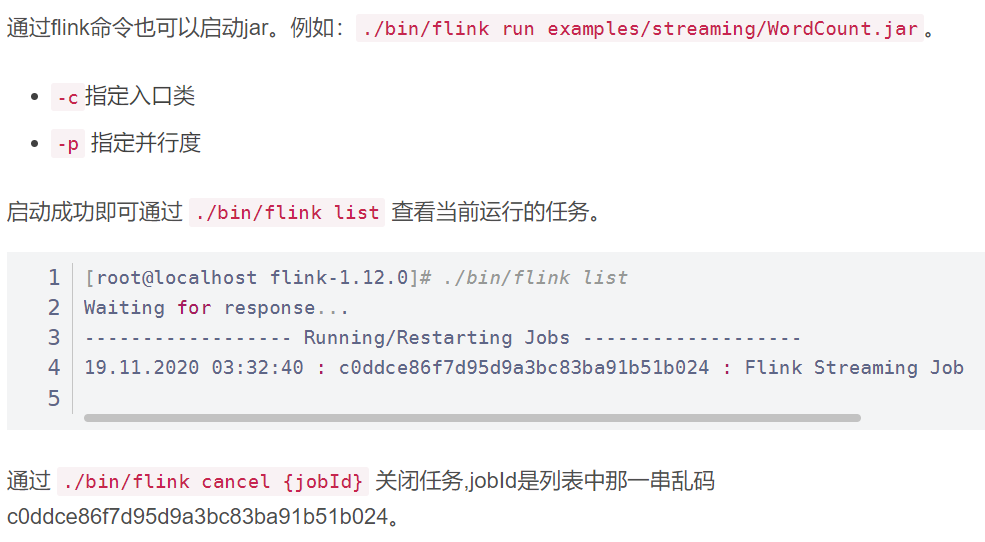 通过flink命令也可以启动jar。例如： ./bin/flink run examples/streaming/WordCount.jar 。
-c 指定入口类
-p 指定并行度
启动成功即可通过 ./bin/flink list 查看当前运行的任务。
1 [root@localhost flink-1.12.0]# ./bin/flink list
2 Waiting for response...
3 ------------------ Running/Restarting Jobs -------------------
4 19.11.2020 03:32:40 : c0ddce86f7d95d9a3bc83ba91b51b024 : Flink Streaming Job
5
通过 ./bin/flink cancel {jobId} 关闭任务,jobId是列表中那一串乱码
c0ddce86f7d95d9a3bc83ba91b51b024。